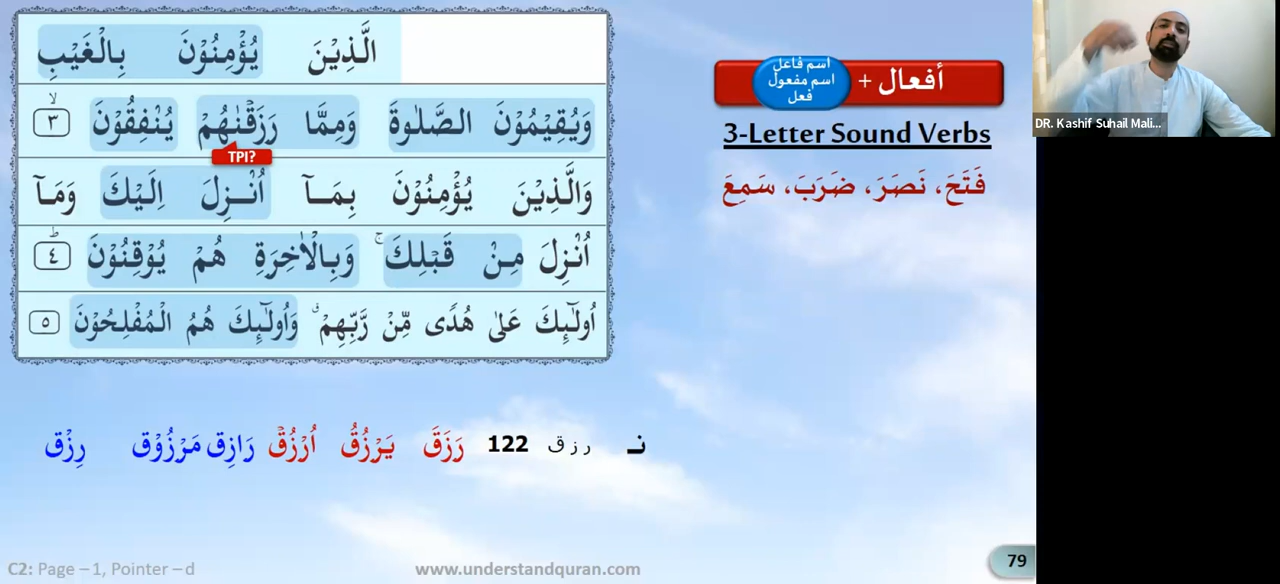 الَّذِيْنَ يُؤْمِنُوْنَ بِالْغَيْبِ
وَيُقِيْمُوْنَ الصَّلٰوةَ وَمِمَّا رَزَقْنٰهُمْ يُنْفِقُوْنَ ۙ ٣
TPI?
وَالَّذِيْنَ يُؤْمِنُوْنَ بِمَآ اُنْزِلَ اِلَيْكَ وَمَآ
اُنْزِلَ مِنْ قَبْلِكَ ۚ وَبِالْاٰخِرَةِ هُمْ يُوْقِنُوْنَ ؕ ٤
اُولٰٓئِكَ عَلٰى هُدًى مِّنْ رَّبِّهِمْ ۗ وَاُولٰٓئِكَ هُمُ الْمُفْلِحُوْنَ ٥
أفعال + اسم فاعل
اسم مفعول
فعل
3-Letter Sound Verbs
فَتَحَ، نَصَرَ، ضَرَبَ، سَمِعَ
DR. Kashif Suhail Mali...
نـ ر ز ق 122 رَزَقَ يَرْزُقُ اُرْزُقْ رَازِق مَرْزُوْق رِزْق
C2: Page – 1, Pointer – d
www.understandquran.com
79